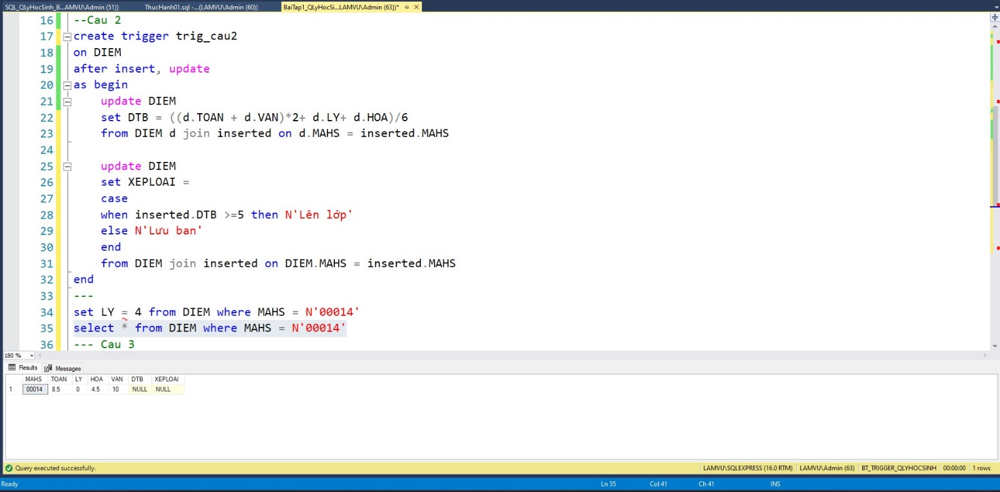 SQL_QLyHocSinh_B...AMVU\Admin (51))
ThucHanh01.sql -...(LAMVU\Admin (60))
BaiTap1_QLyHocSi...LAMVU\Admin (63))*
16 --Cau 2
17 create trigger trig_cau2
18 on DIEM
19 after insert, update
20 as begin
21 update DIEM
22 set DTB = ((d.TOAN + d.VAN)*2+ d.LY+ d.HOA)/6
23 from DIEM d join inserted on d.MAHS = inserted.MAHS
24
25 update DIEM
26 set XEPLOAI =
27 case
28 when inserted.DTB >=5 then N'Lên lớp'
29 else N'Lưu ban'
30 end
31 from DIEM join inserted on DIEM.MAHS = inserted.MAHS
32 end
33 ---
34 set LY = 4 from DIEM where MAHS = N'00014'
35 select * from DIEM where MAHS = N'00014'
36 --- Cau 3
180 %
Results Messages
MAHS TOAN LY HOA VAN DTB XEPLOAI
1 00014 8.5 0 4.5 10 NULL NULL
Query executed successfully. LAMVU\SQLEXPRESS (16.0 RTM) LAMVU\Admin (63) BT_TRIGGER_QLYHOCSINH 00:00:00 1 rows
Ready Ln 35 Col 41 Ch 41 INS